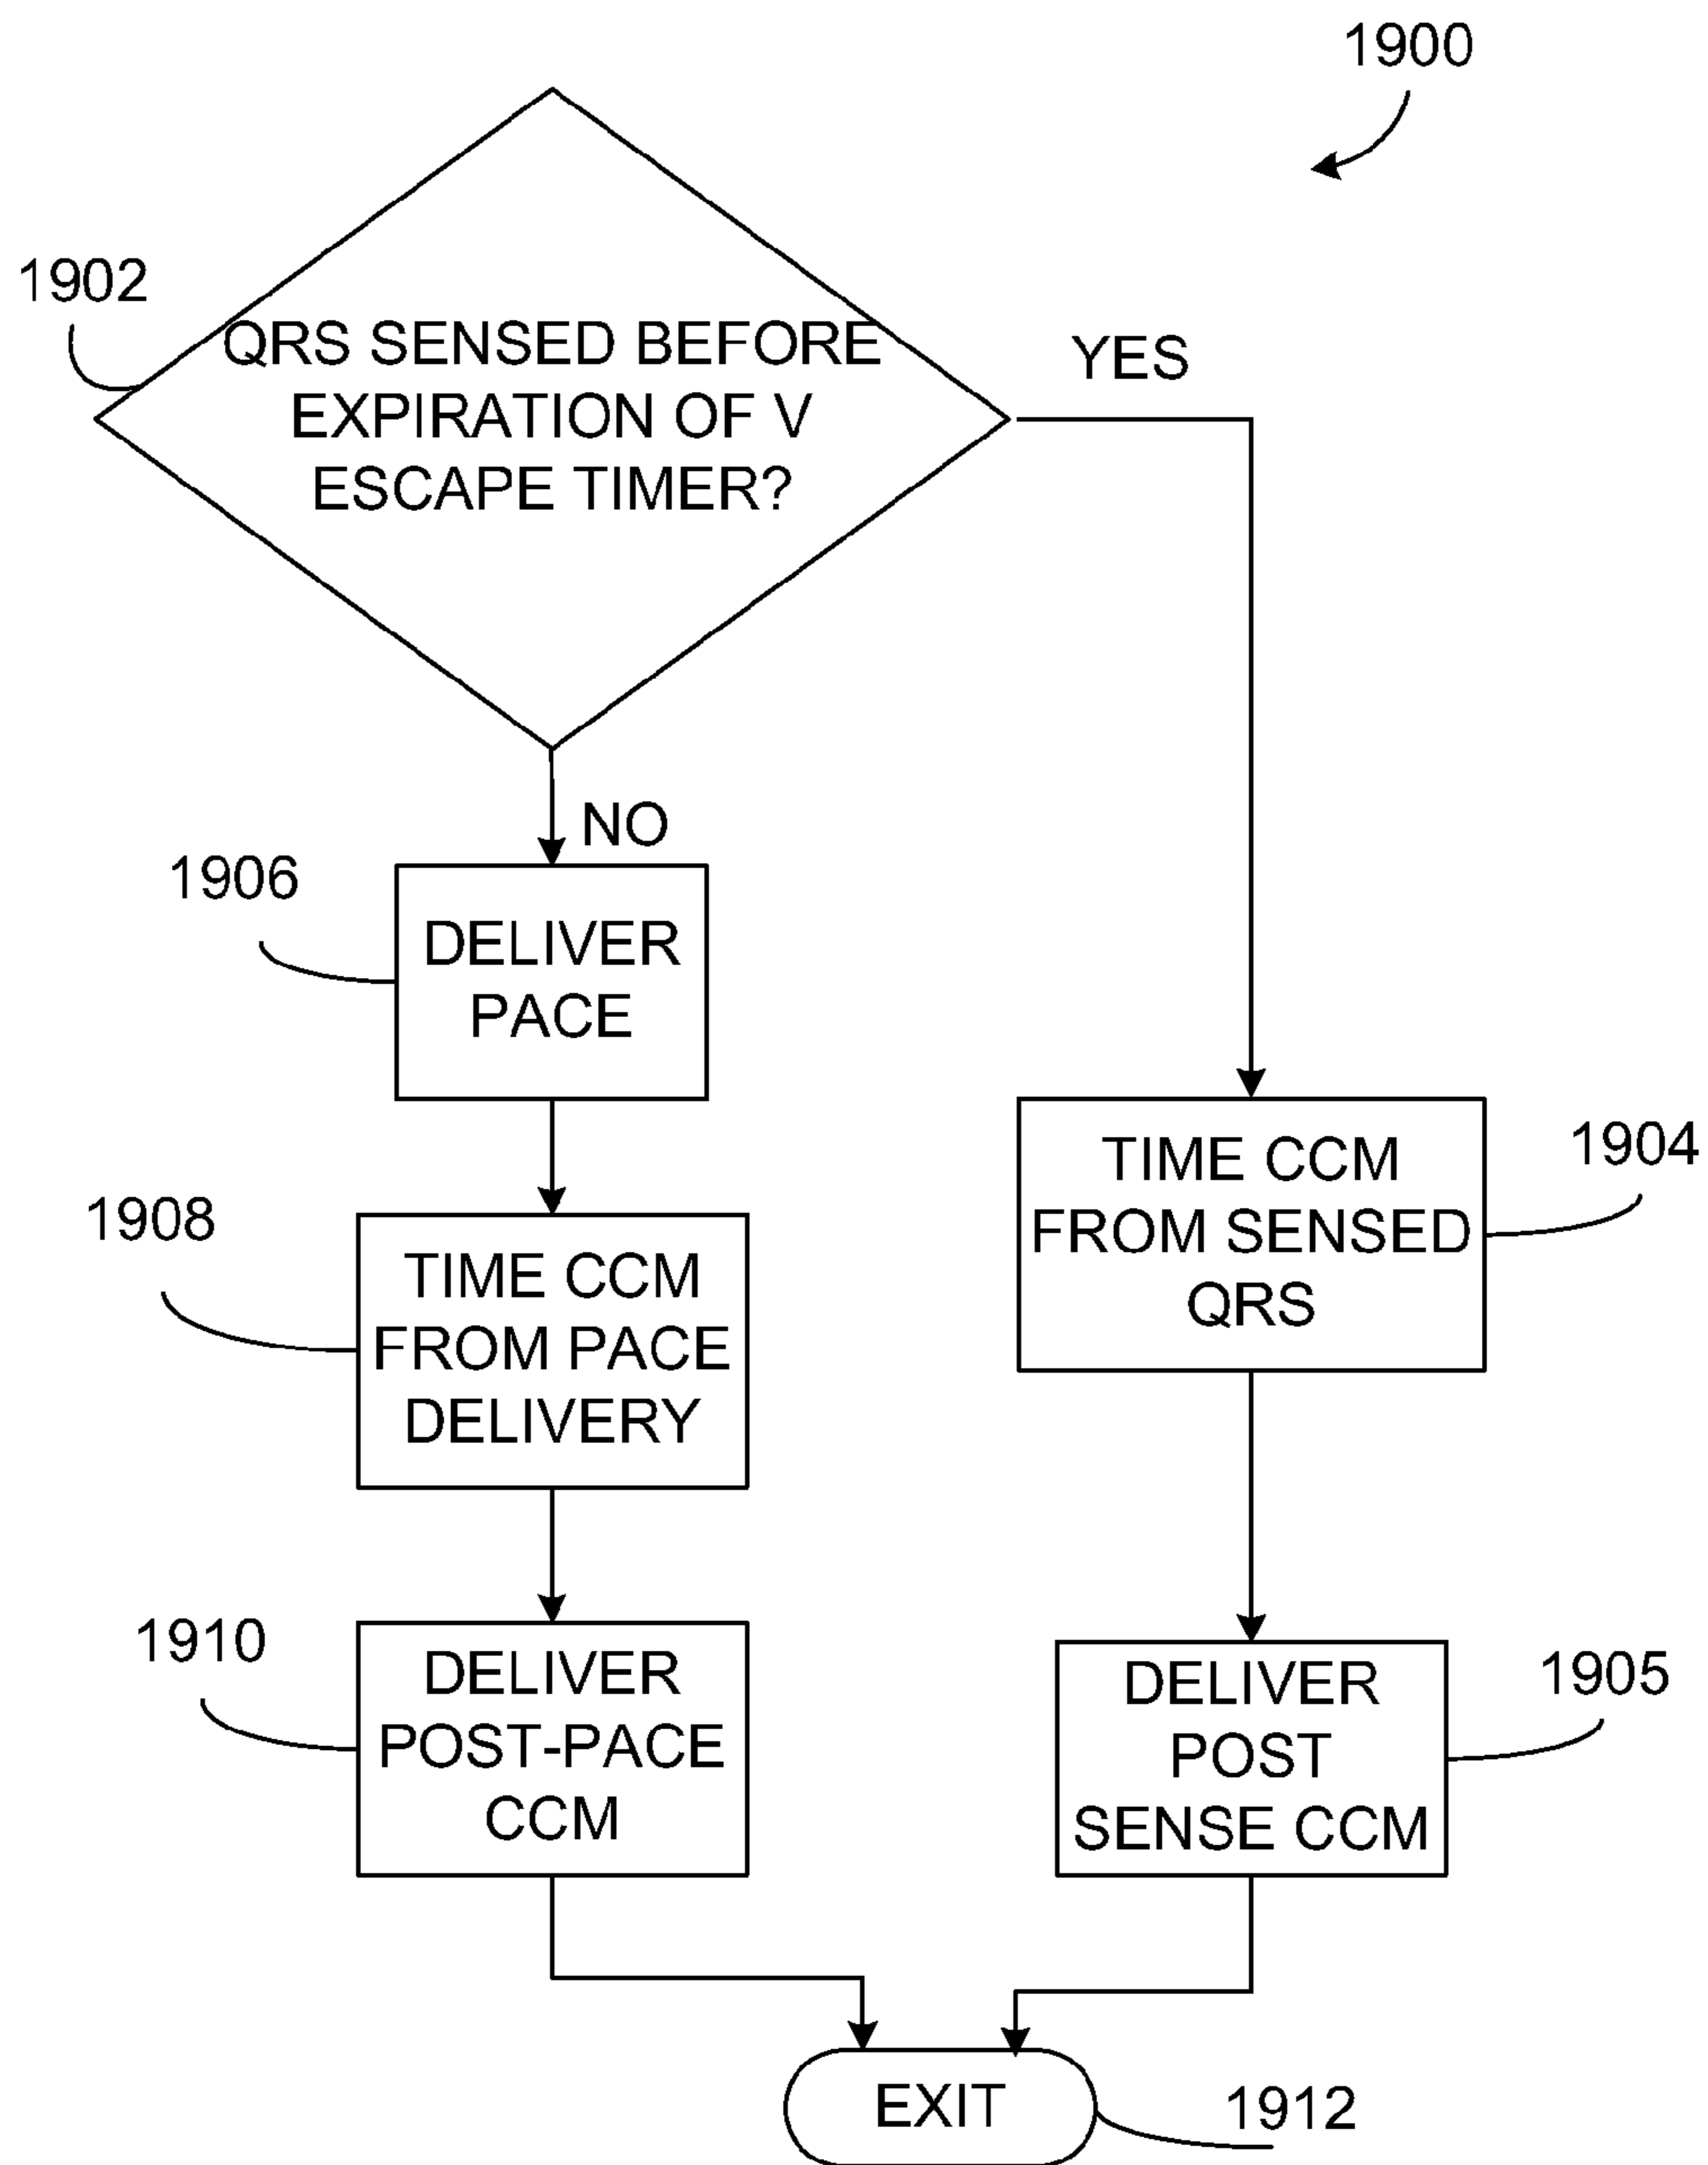 1900
1902
QRS SENSED BEFORE
EXPIRATION OF V
ESCAPE TIMER?
YES
NO
1906
DELIVER
PACE
1904
TIME CCM
FROM SENSED
QRS
1908
TIME CCM
FROM PACE
DELIVERY
1910
DELIVER
POST-PACE
CCM
1905
DELIVER
POST
SENSE CCM
EXIT
1912